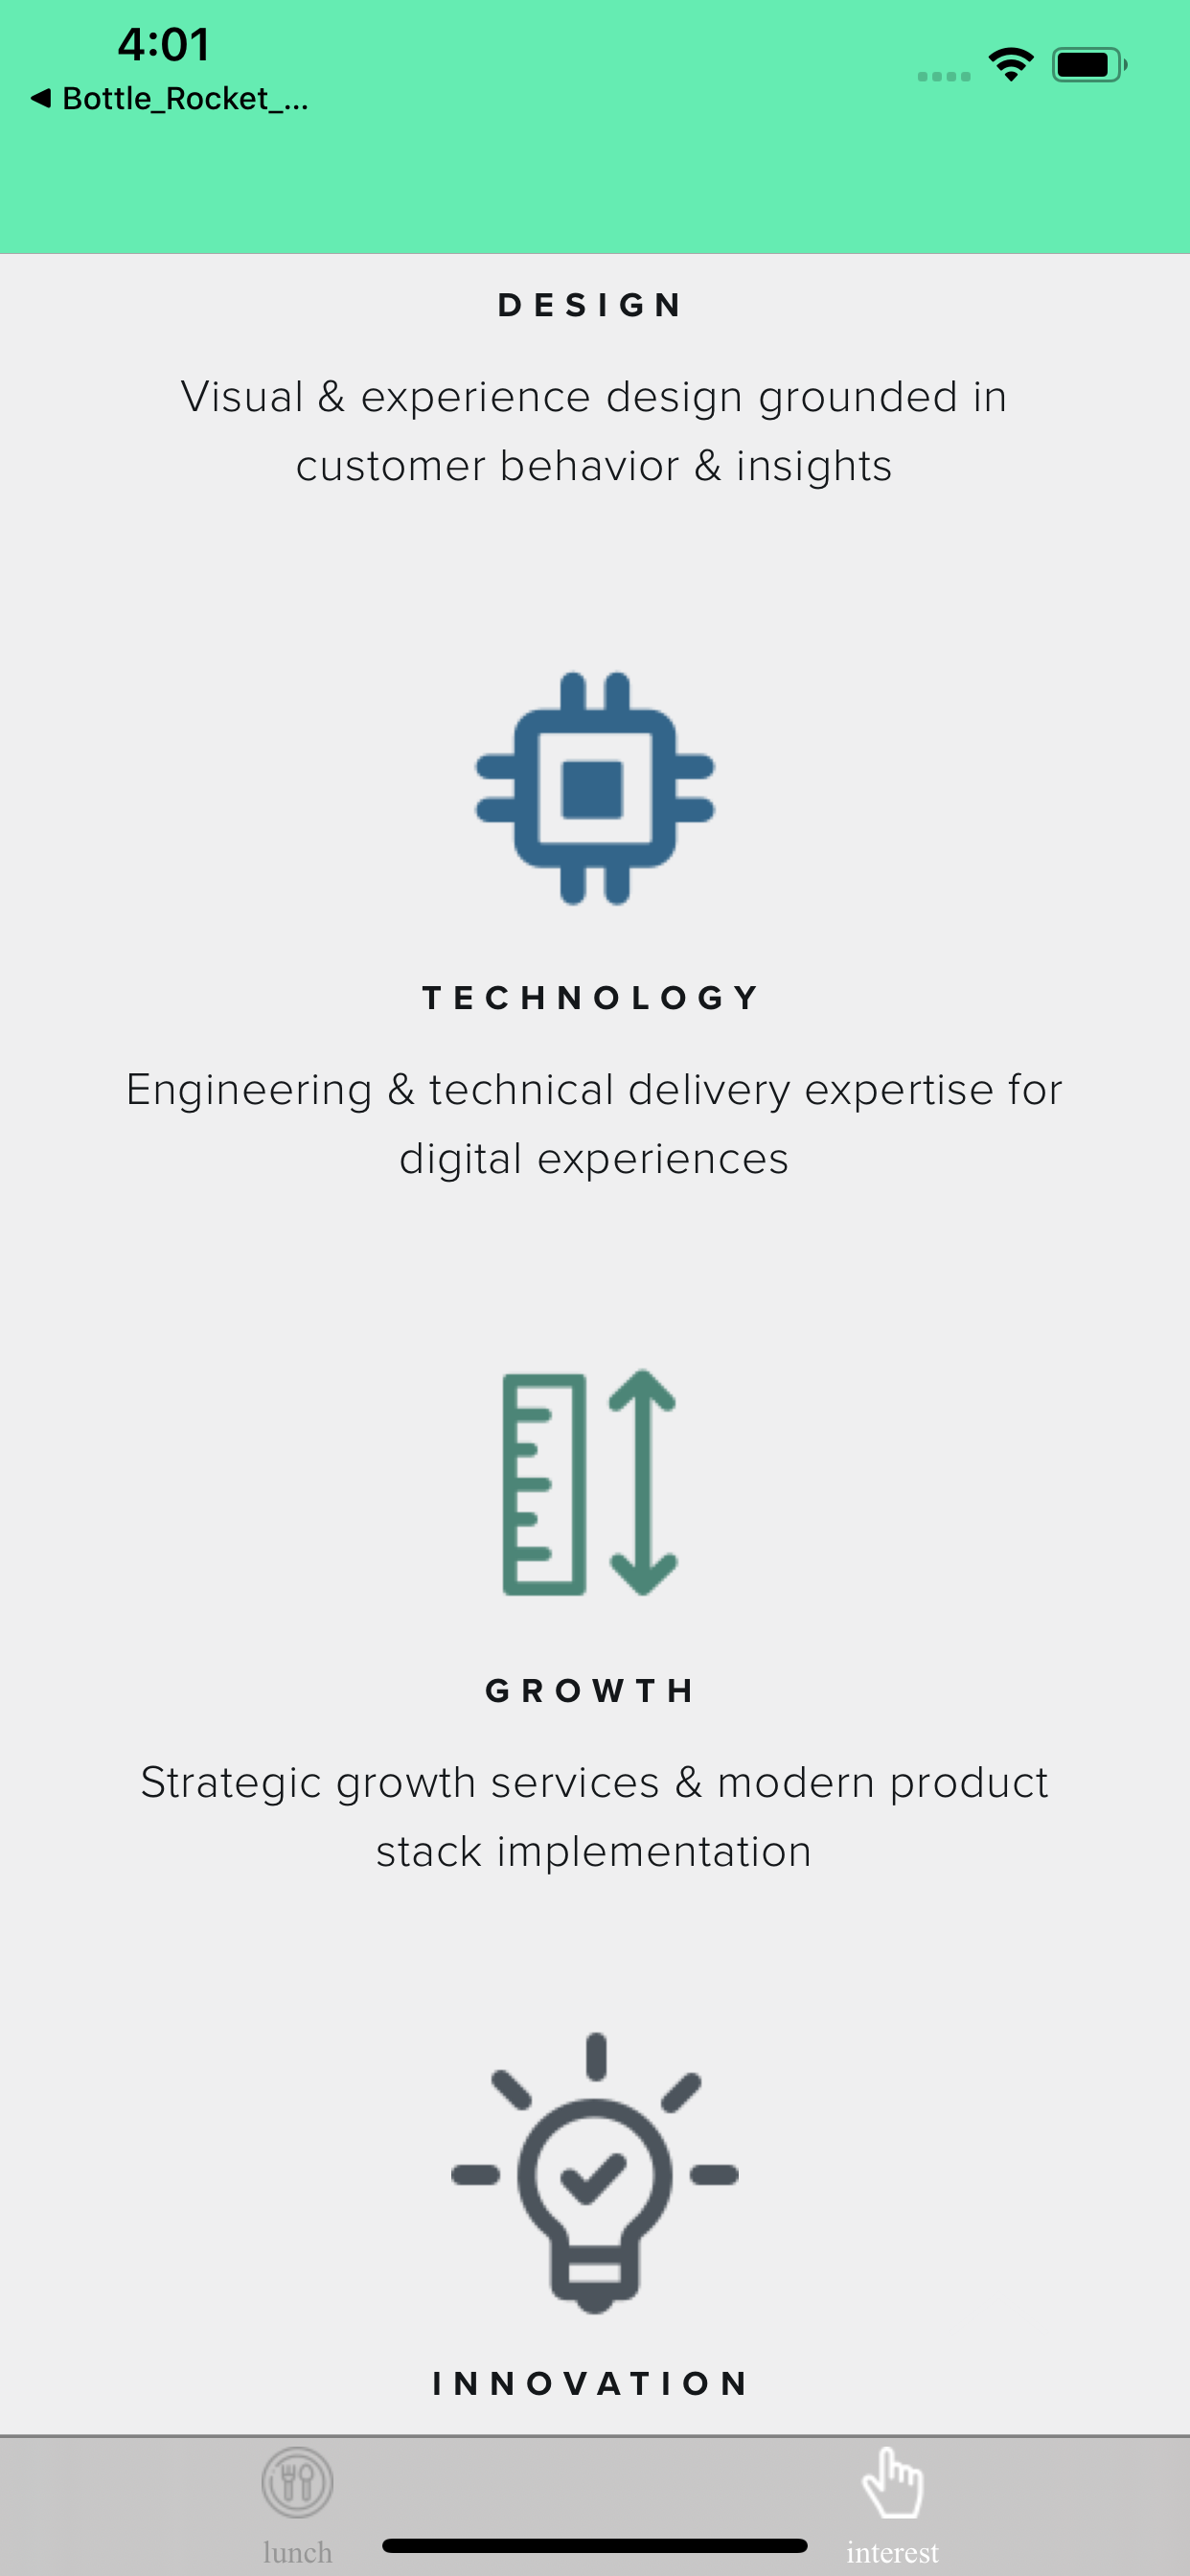 4:01
◀ Bottle_Rocket_...
DESIGN
Visual & experience design grounded in
customer behavior & insights
TECHNOLOGY
Engineering & technical delivery expertise for
digital experiences
GROWTH
Strategic growth services & modern product
stack implementation
INNOVATION
lunch
interest